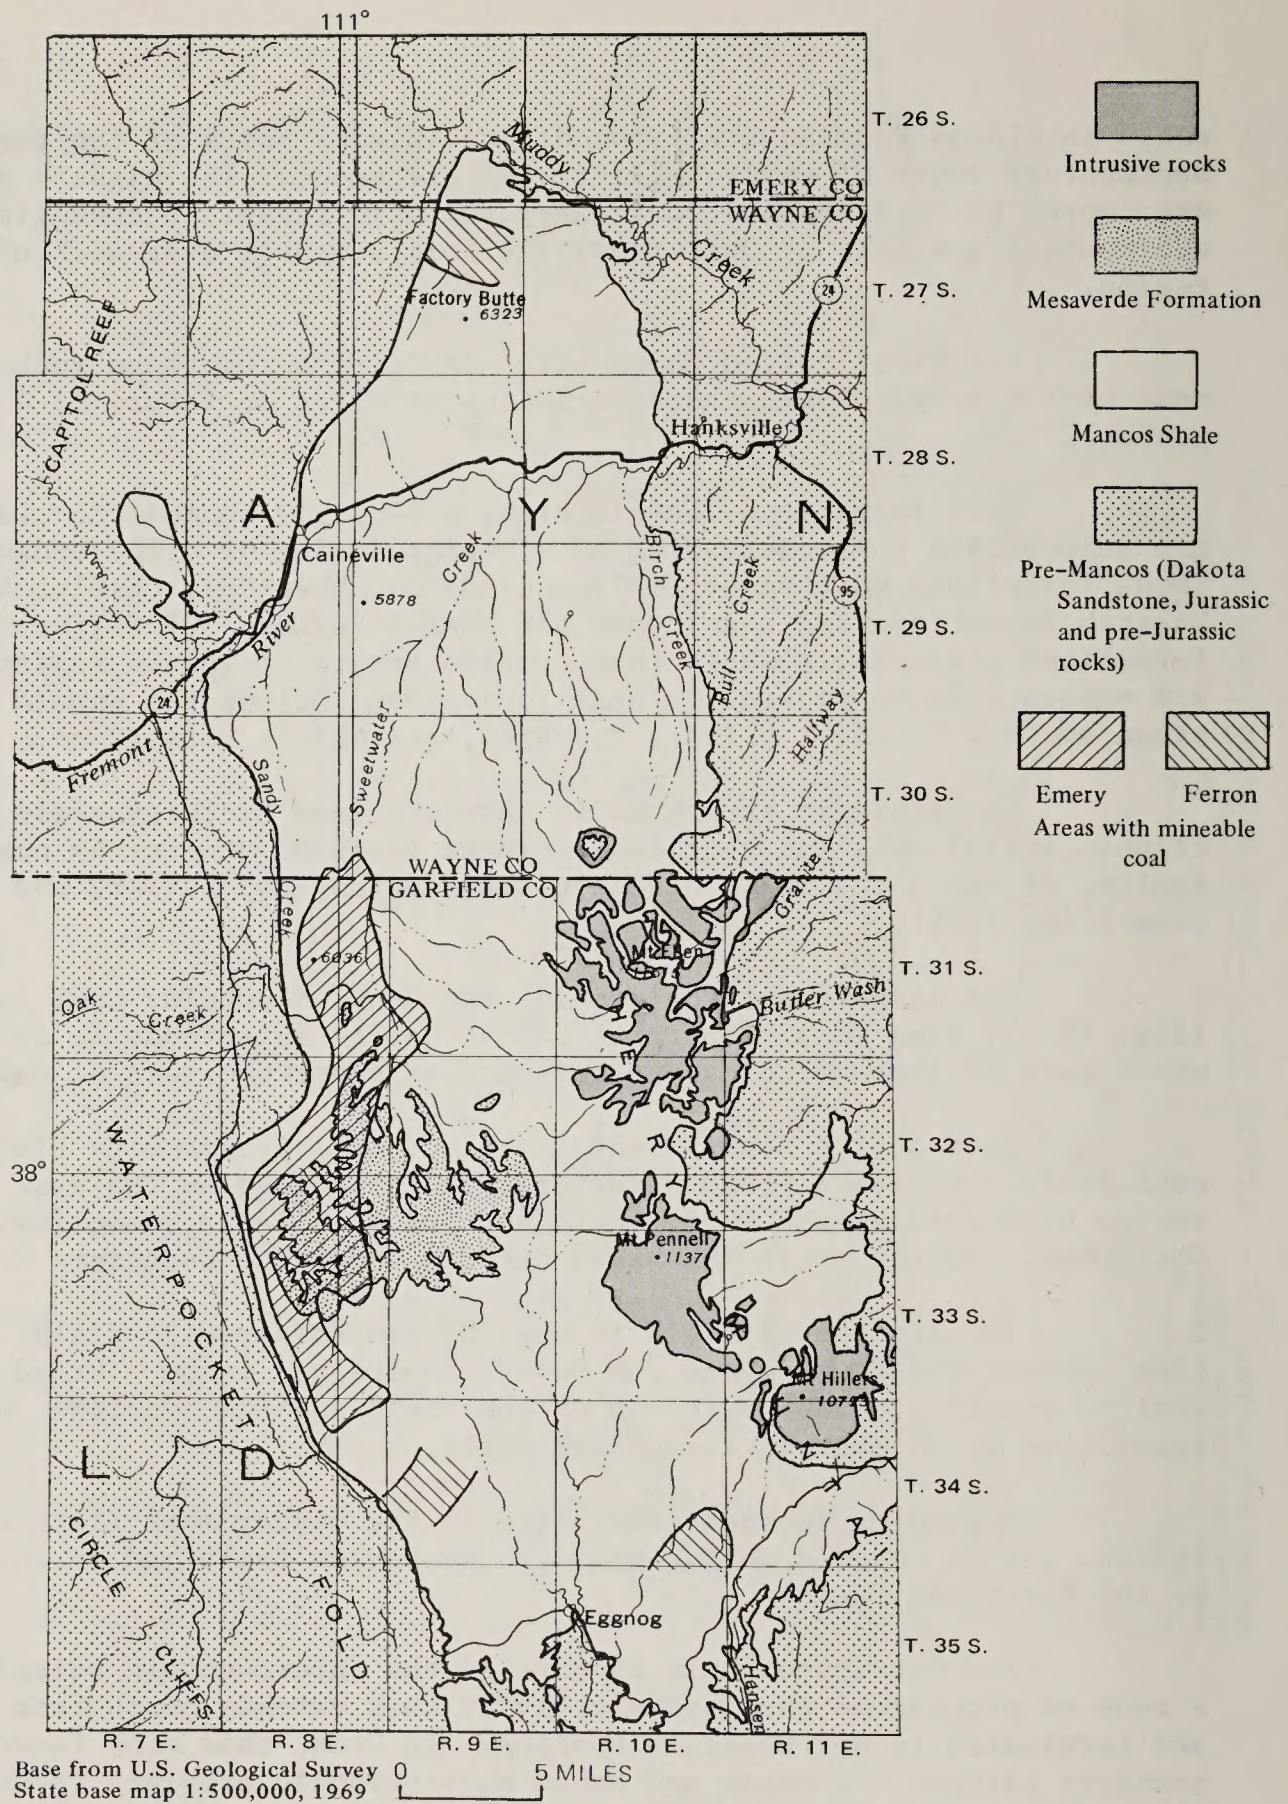 111°
T. 26 S.
Muddy
EMERY CO
WAYNE CO
Creek
24
T. 27 S.
Factory Butte
6323
CAPITOL REEF
Hanksville
T. 28 S.
A
Y
N
Caineville
Creek
Birch
Creek
Creek
95
5878
River
T. 29 S.
Bull
24
Halfway
Fremont
Sandy
Sweetwater
T. 30 S.
WAYNE CO
GARFIELD CO
Creek
Granite
6036
Mt Ellen
T. 31 S.
Oak
Creek
Butler Wash
HENRY
T. 32 S.
38°
WATERPOCKET
Mt Pennell
1137
T. 33 S.
Mt Hillers
L
D
T. 34 S.
CIRCLE
FOLD
Eggnog
T. 35 S.
CLIFFS
Hansen
R. 7 E.
R. 8 E.
R. 9 E.
R. 10 E.
R. 11 E.
Base from U.S. Geological Survey
State base map 1:500,000, 1969
0
5 MILES
Intrusive rocks
Mesaverde Formation
Mancos Shale
Pre-Mancos (Dakota
Sandstone, Jurassic
and pre-Jurassic
rocks)
Emery
Ferron
Areas with mineable
coal